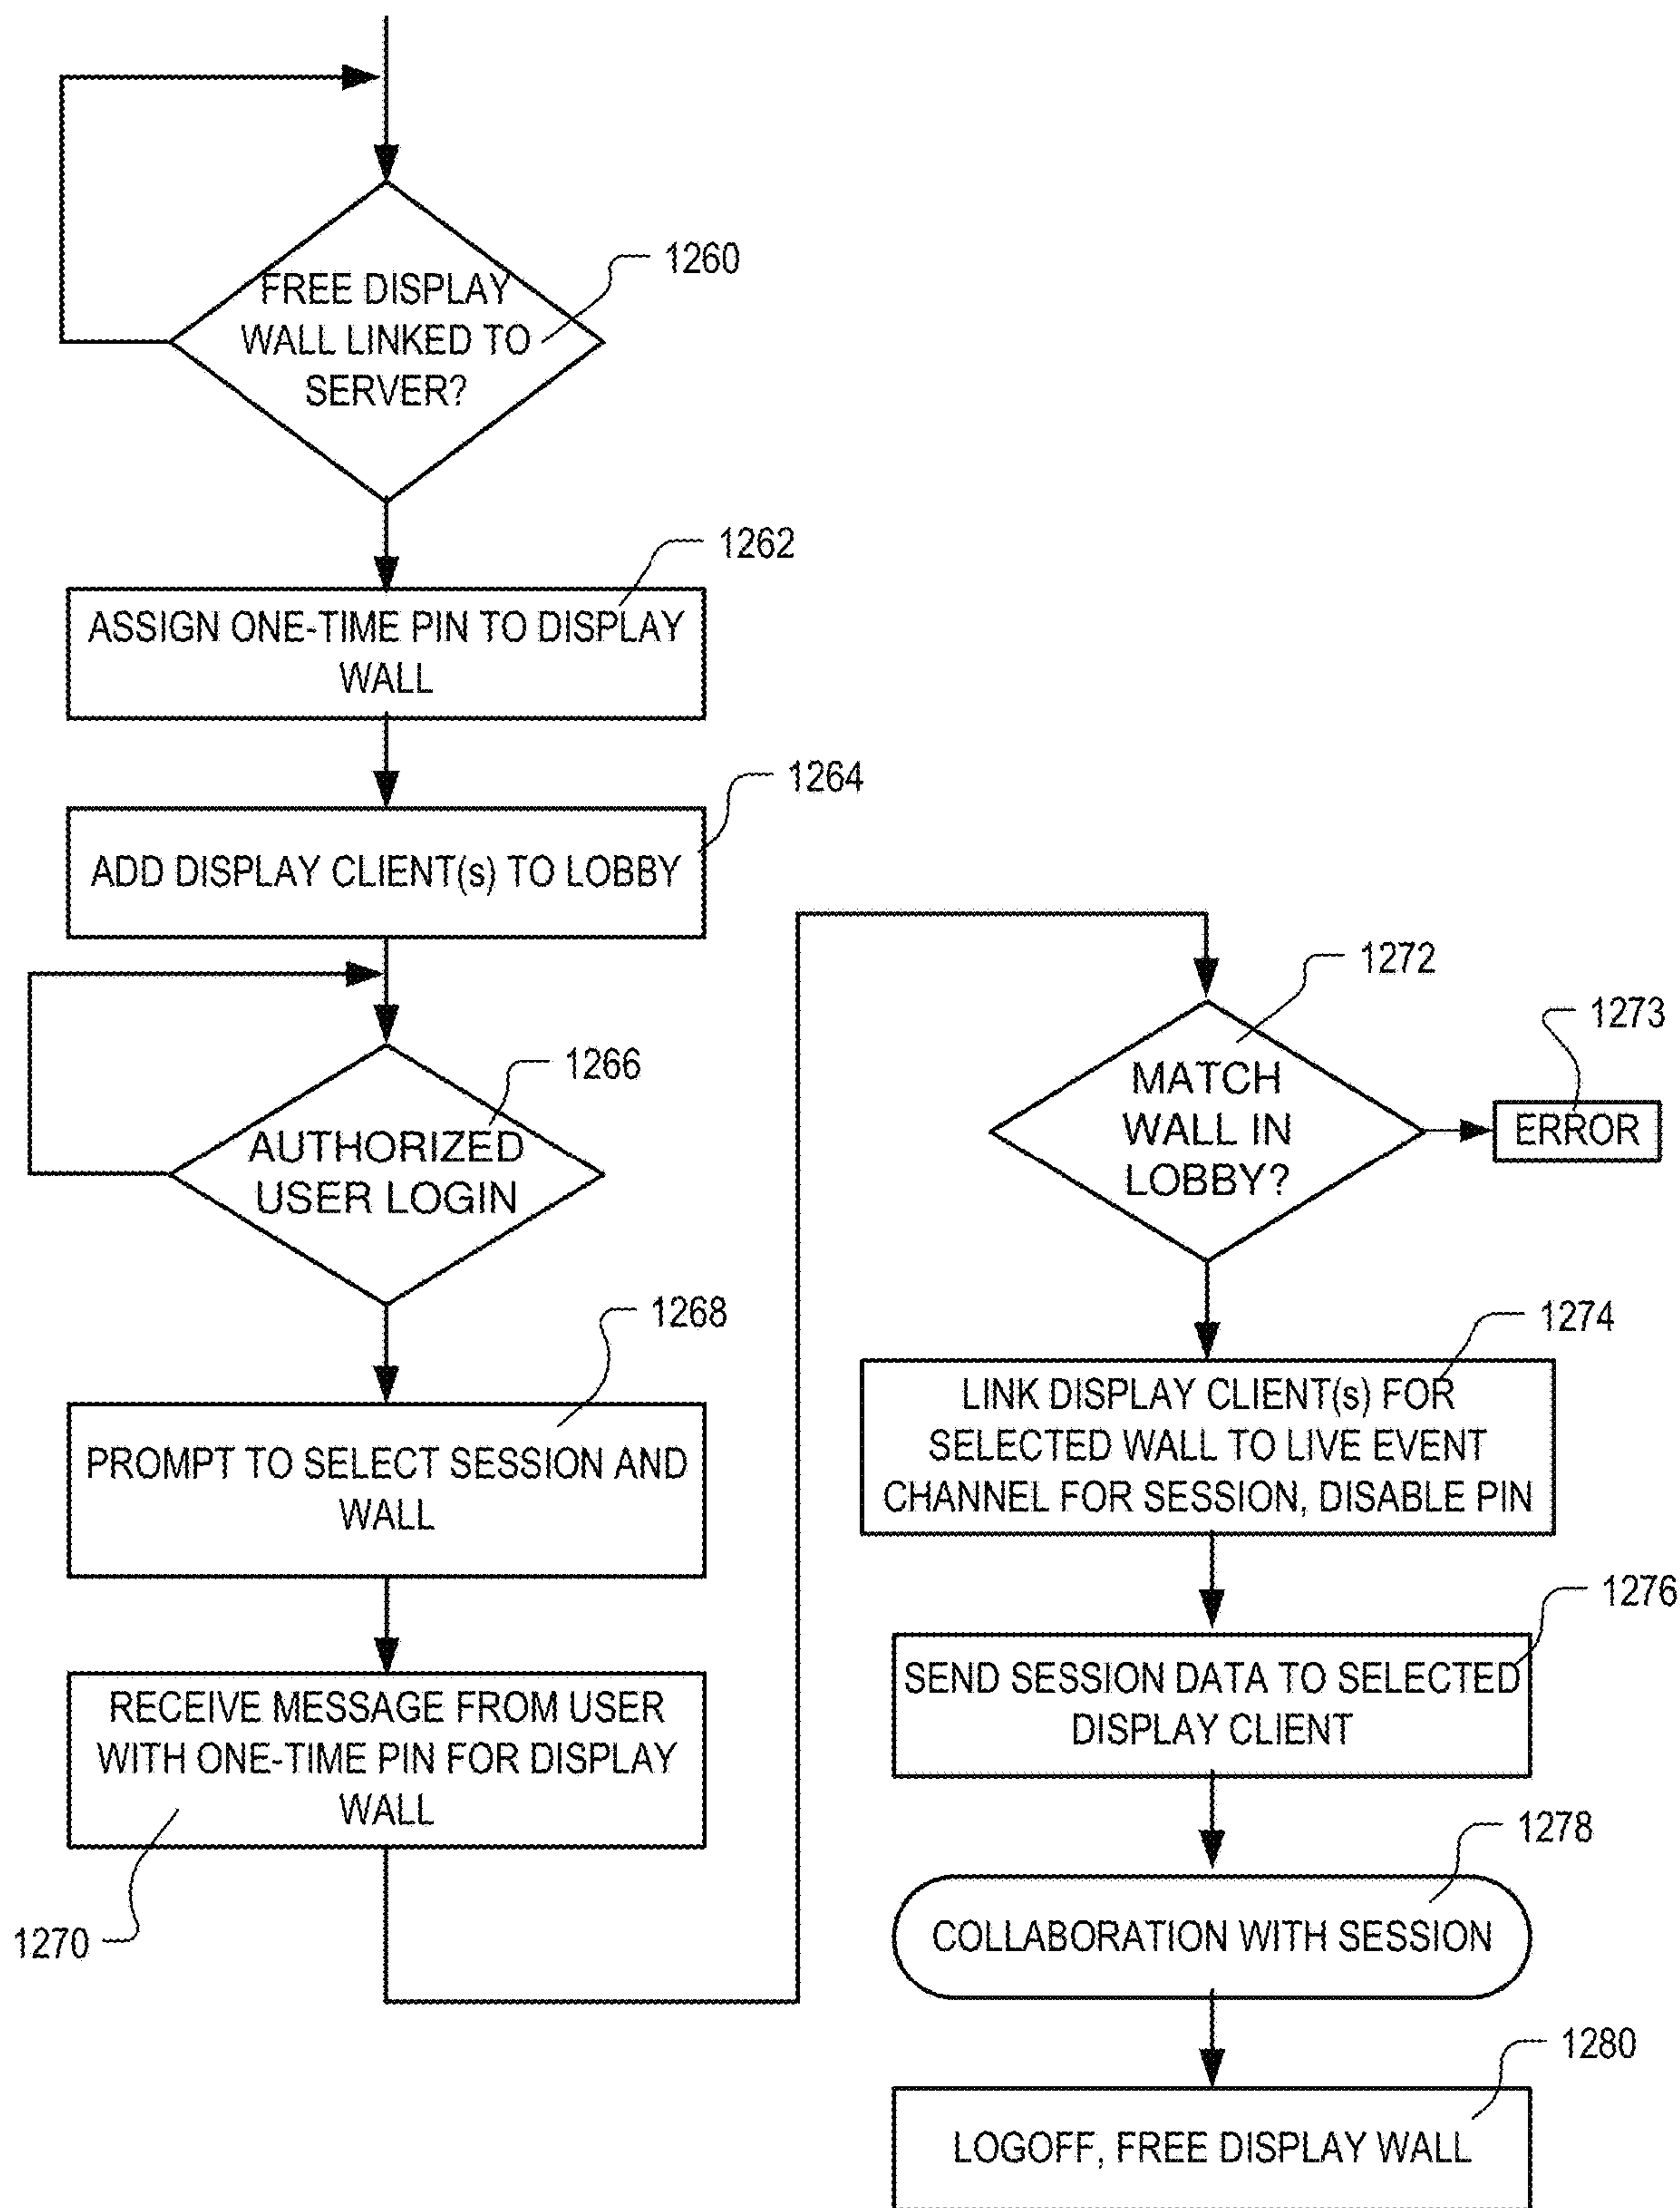 FREE DISPLAY
WALL LINKED TO
SERVER?
1260
1262
ASSIGN ONE-TIME PIN TO DISPLAY
WALL
1264
ADD DISPLAY CLIENT(s) TO LOBBY
1266
AUTHORIZED
USER LOGIN
1268
PROMPT TO SELECT SESSION AND
WALL
RECEIVE MESSAGE FROM USER
WITH ONE-TIME PIN FOR DISPLAY
WALL
1270
1272
MATCH
WALL IN
LOBBY?
1273
ERROR
1274
LINK DISPLAY CLIENT(s) FOR
SELECTED WALL TO LIVE EVENT
CHANNEL FOR SESSION, DISABLE PIN
1276
SEND SESSION DATA TO SELECTED
DISPLAY CLIENT
1278
COLLABORATION WITH SESSION
1280
LOGOFF, FREE DISPLAY WALL